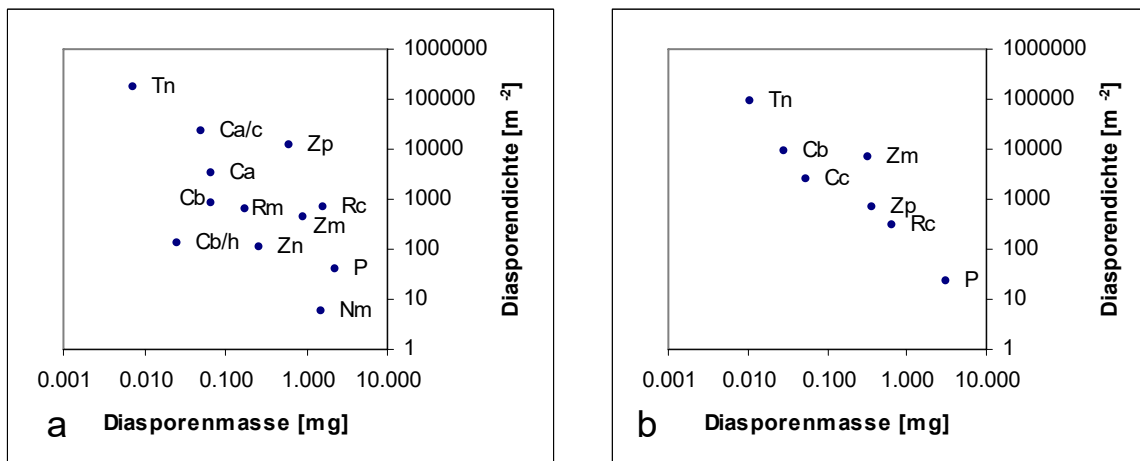 1000000
100000
10000
1000
100
10
1
Diasporendichte [m -2]
Tn
Ca/c
Zp
Ca
Cb
Rm
Rc
Zm
Cb/h
Zn
P
Nm
0.001 0.010 0.100 1.000 10.000
a Diasporenmasse [mg]
1000000
100000
10000
1000
100
10
1
Diasporendichte [m -2]
Tn
Cb
Zm
Cc
Zp
Rc
P
0.001 0.010 0.100 1.000 10.000
b Diasporenmasse [mg]